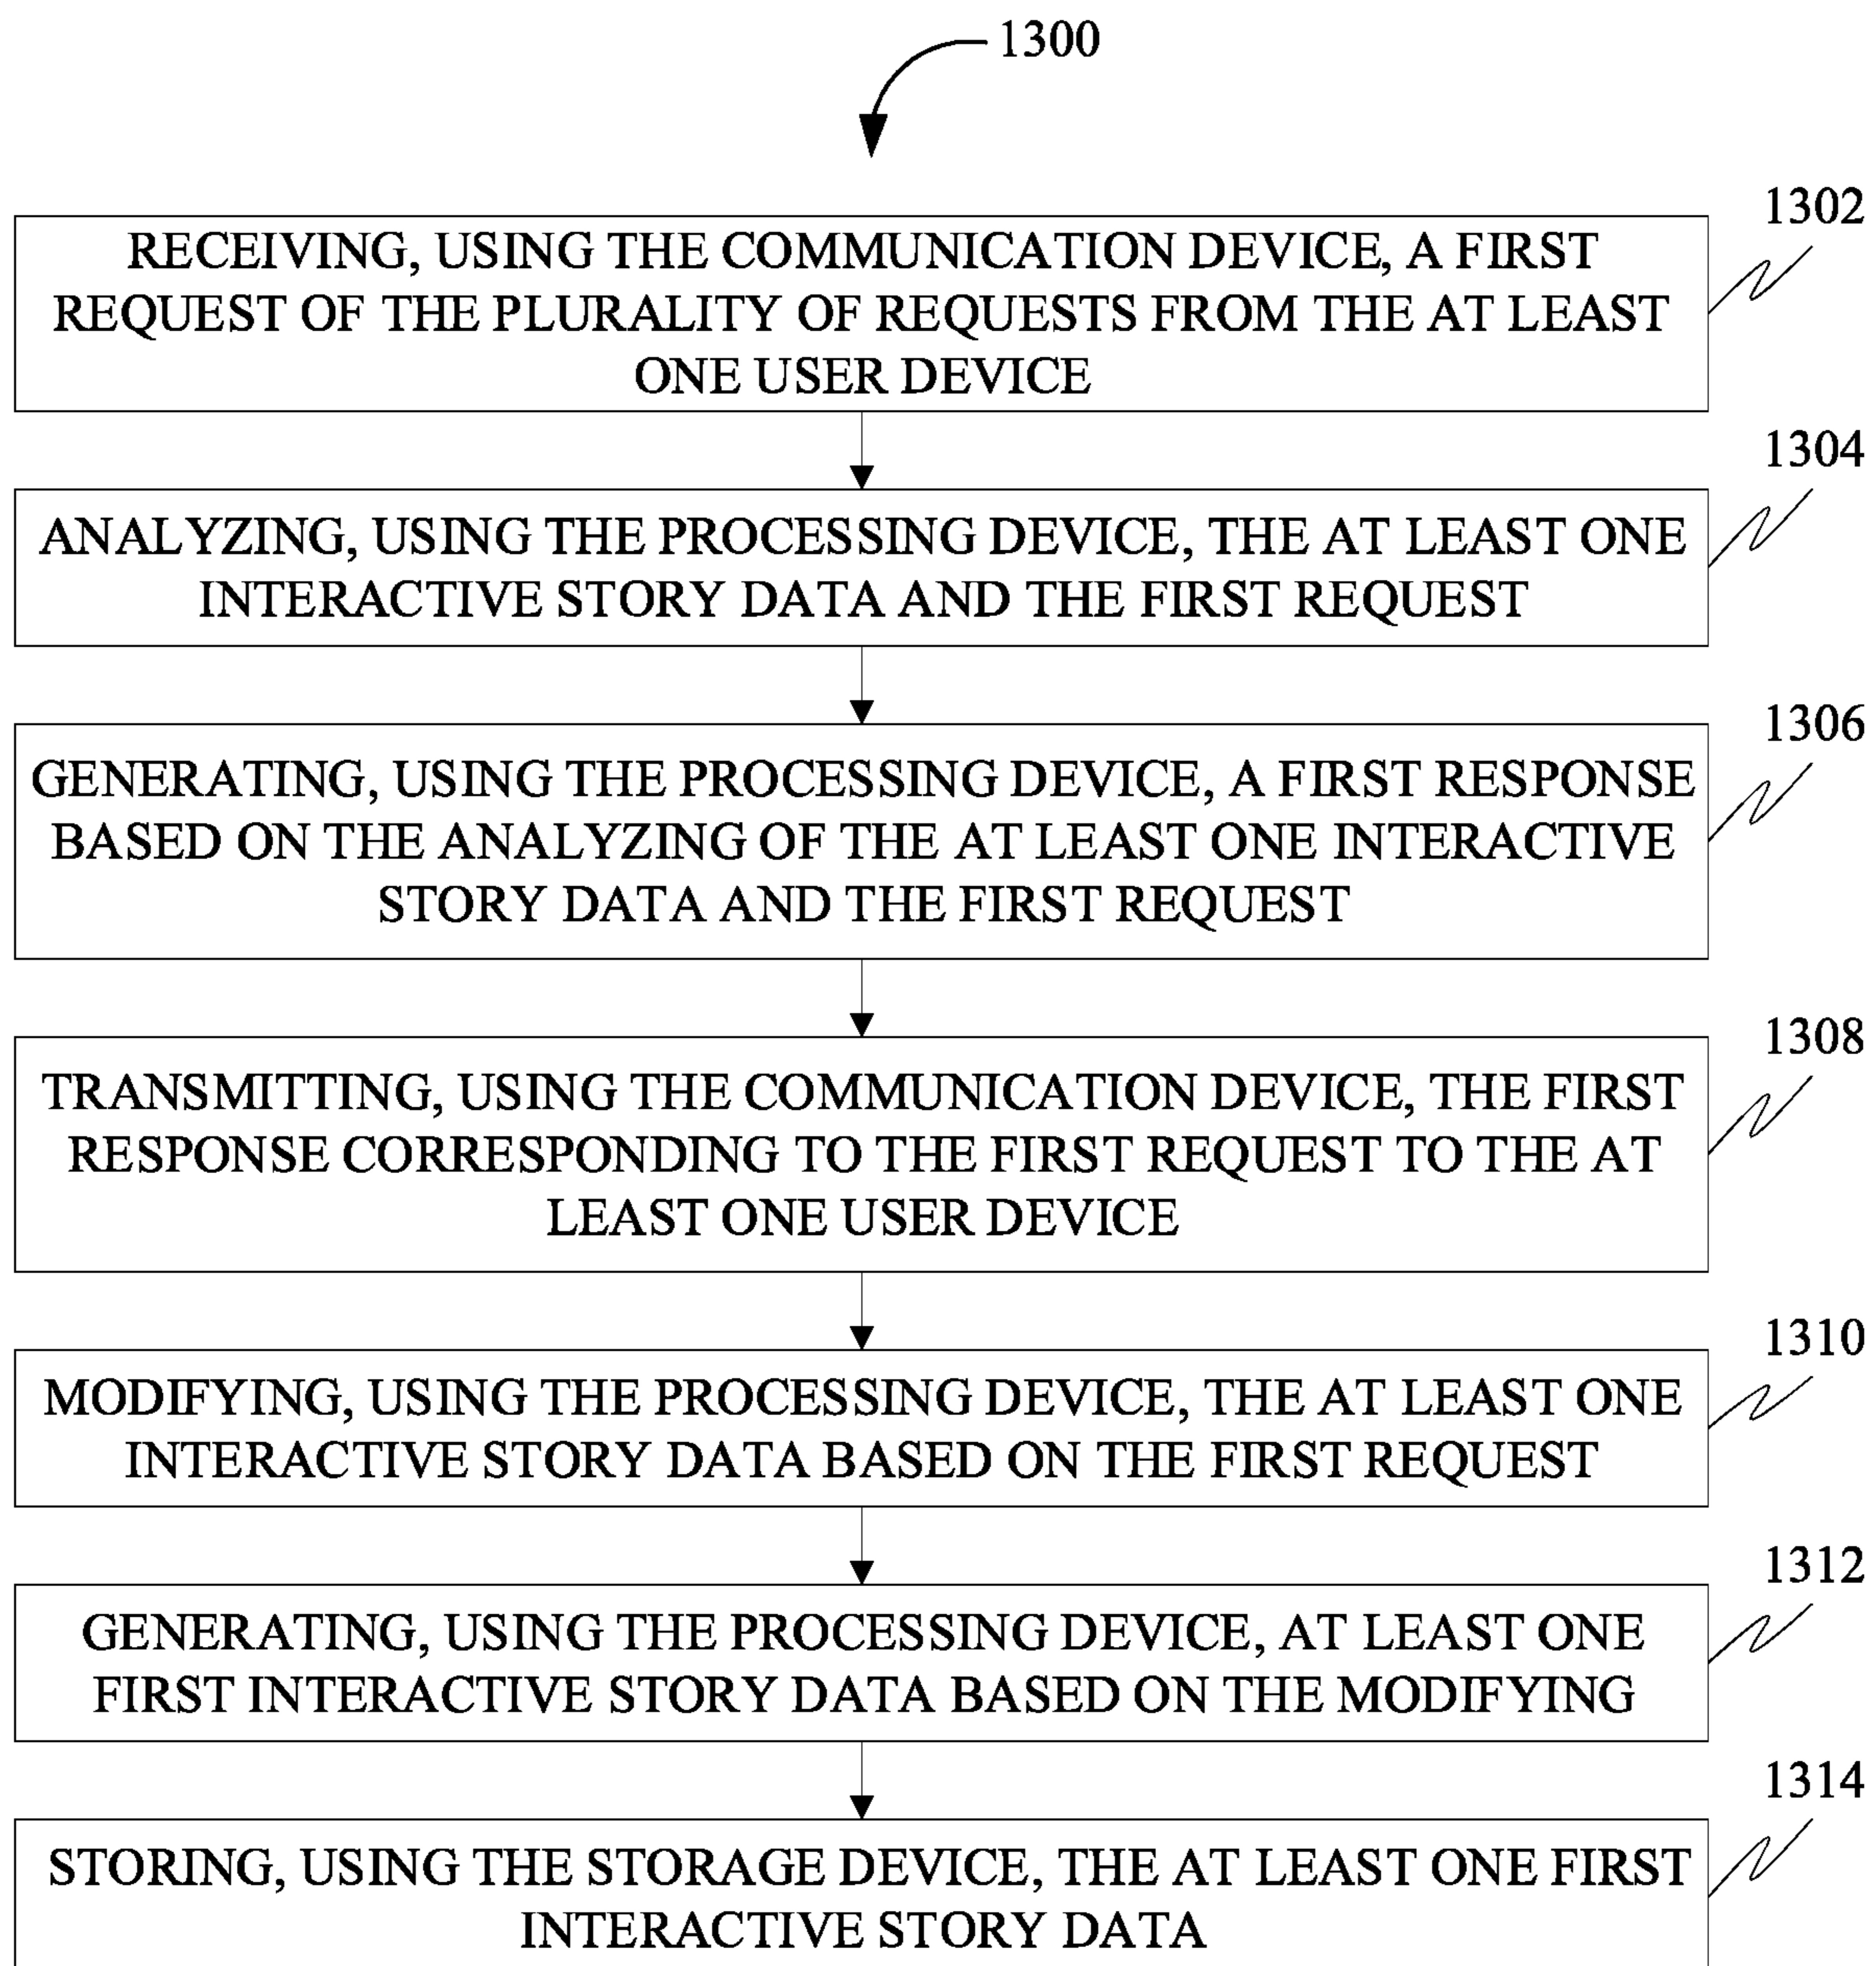 1300
1302
RECEIVING, USING THE COMMUNICATION DEVICE, A FIRST
REQUEST OF THE PLURALITY OF REQUESTS FROM THE AT LEAST
ONE USER DEVICE
1304
ANALYZING, USING THE PROCESSING DEVICE, THE AT LEAST ONE
INTERACTIVE STORY DATA AND THE FIRST REQUEST
1306
GENERATING, USING THE PROCESSING DEVICE, A FIRST RESPONSE
BASED ON THE ANALYZING OF THE AT LEAST ONE INTERACTIVE
STORY DATA AND THE FIRST REQUEST
1308
TRANSMITTING, USING THE COMMUNICATION DEVICE, THE FIRST
RESPONSE CORRESPONDING TO THE FIRST REQUEST TO THE AT
LEAST ONE USER DEVICE
1310
MODIFYING, USING THE PROCESSING DEVICE, THE AT LEAST ONE
INTERACTIVE STORY DATA BASED ON THE FIRST REQUEST
1312
GENERATING, USING THE PROCESSING DEVICE, AT LEAST ONE
FIRST INTERACTIVE STORY DATA BASED ON THE MODIFYING
1314
STORING, USING THE STORAGE DEVICE, THE AT LEAST ONE FIRST
INTERACTIVE STORY DATA